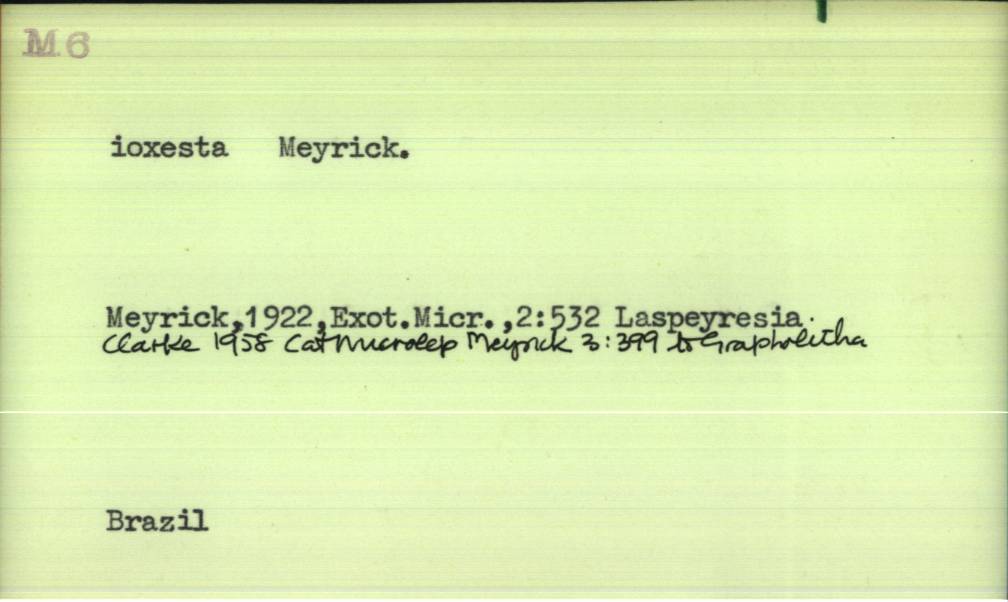 M6
ioxesta Meyrick.
Meyrick,1922,Exot.Micr.,2:532 Laspeyresia.
Clarke 1958 Cat Microlep Meyrick 3:399 to Grapholitha
Brazil